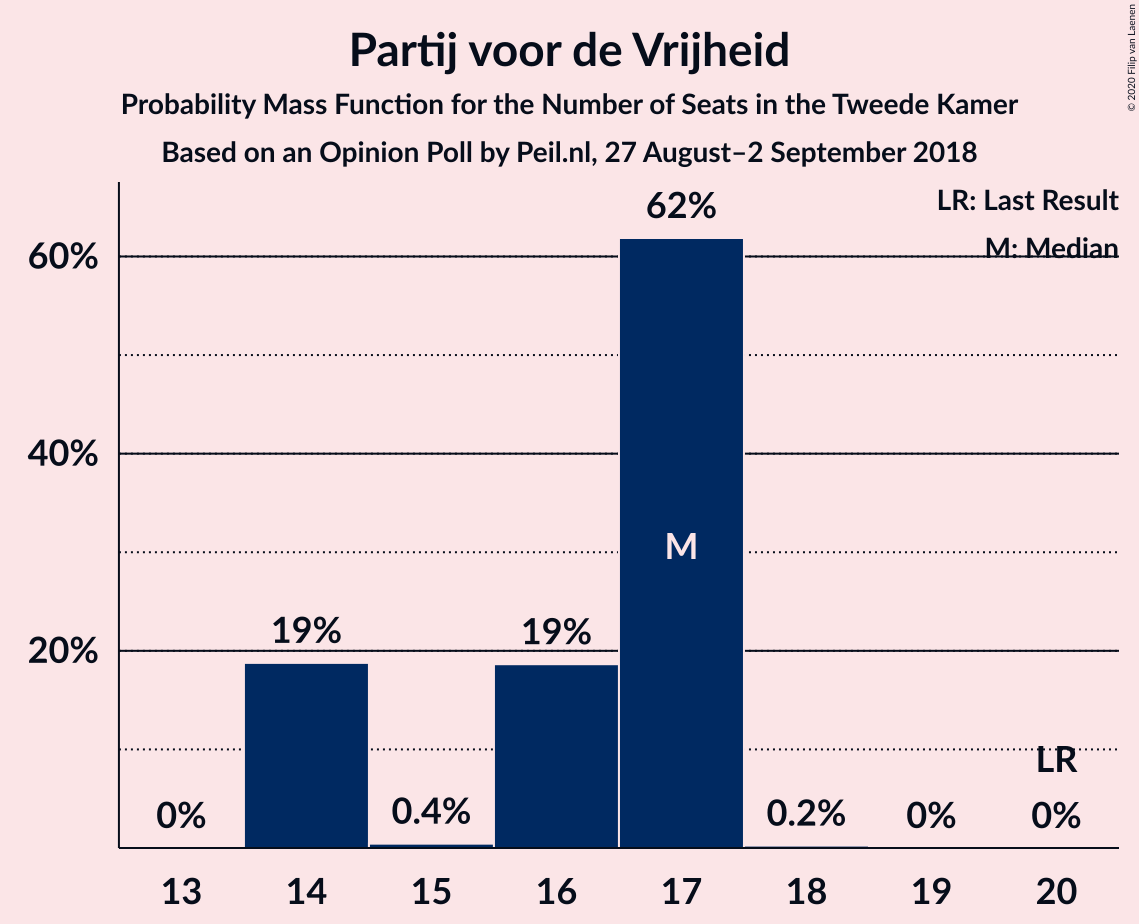 Partij voor de Vrijheid
Probability Mass Function for the Number of Seats in the Tweede Kamer
Based on an Opinion Poll by Peil.nl, 27 August–2 September 2018
© 2020 Filip van Laenen
LR: Last Result
M: Median
60%
40%
20%
0%
19%
0.4%
19%
62%
M
0.2%
0%
LR
0%
13
14
15
16
17
18
19
20